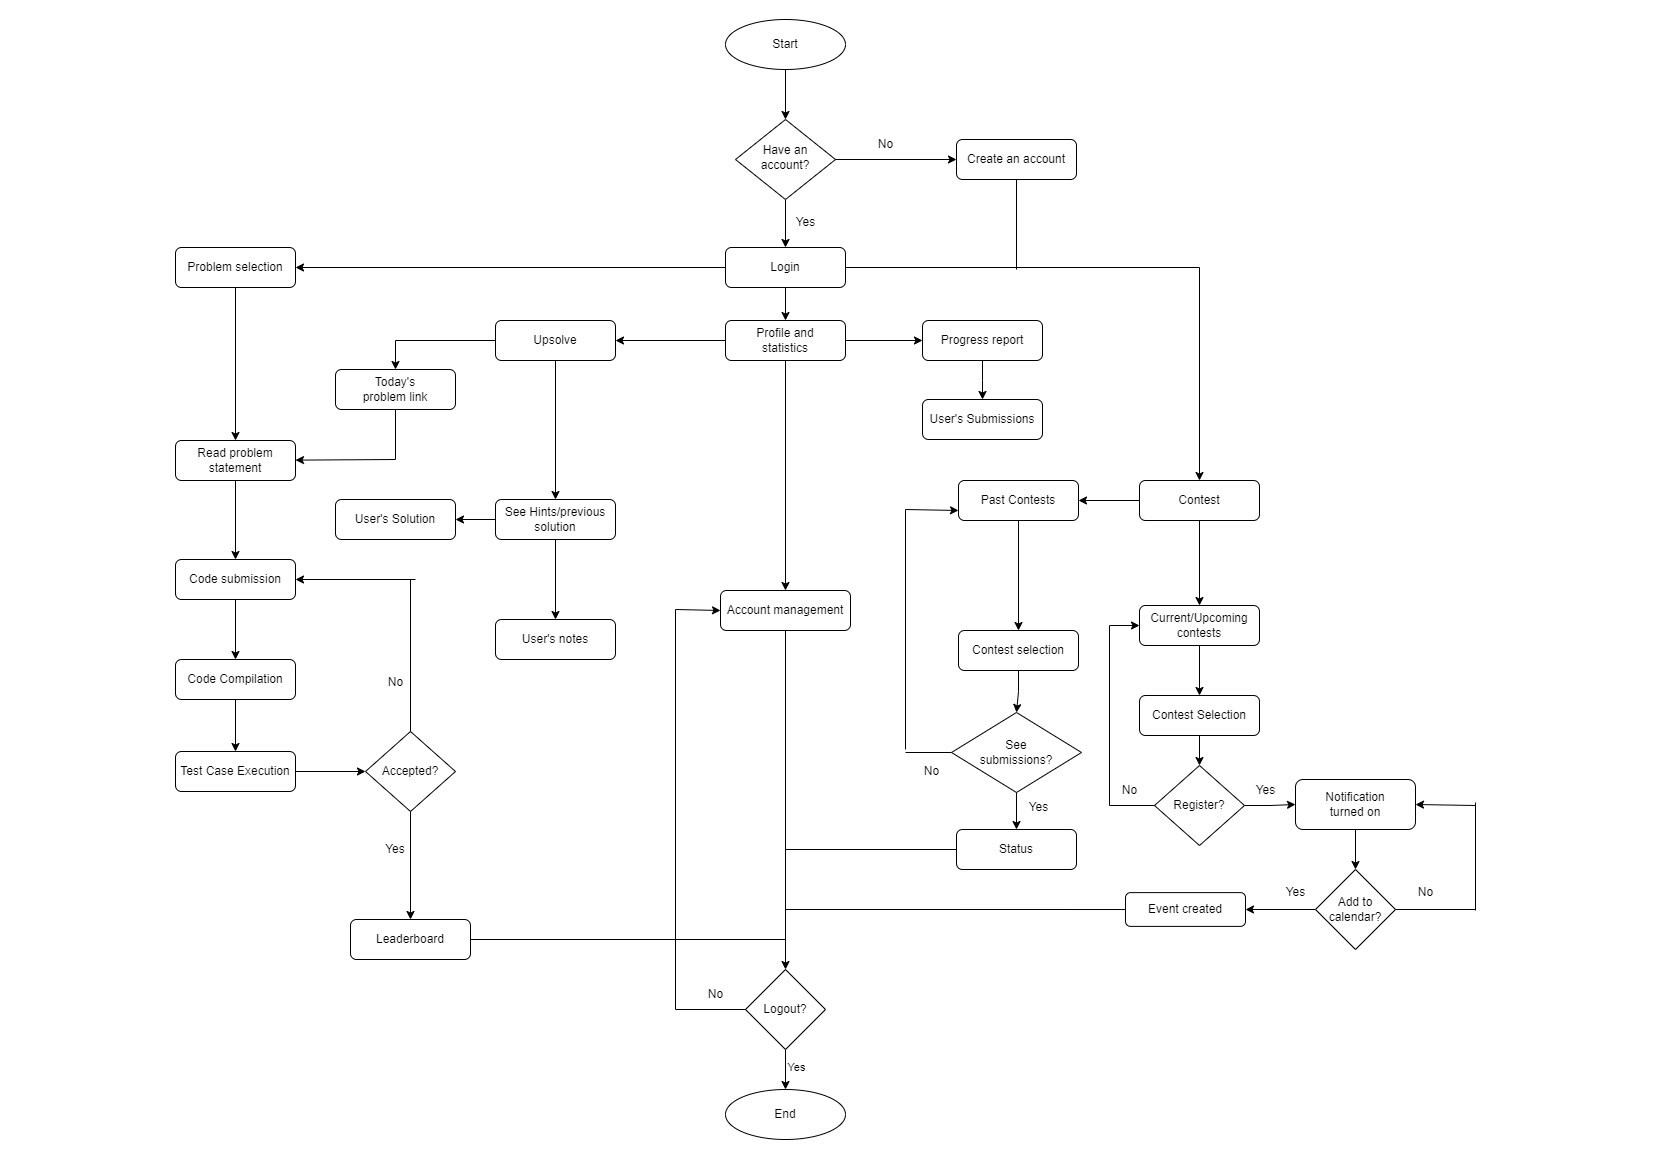 Start
Have an
account?
No
Create an account
Yes
Problem selection
Login
Upsolve
Profile and
statistics
Progress report
Today's
problem link
User's Submissions
Read problem
statement
User's Solution
See Hints/previous
solution
Past Contests
Contest
Code submission
Account management
Current/Upcoming
contests
User's notes
Contest selection
Code Compilation
No
Contest Selection
Test Case Execution
Accepted?
See
submissions?
No
No
Register?
Yes
Notification
turned on
Yes
Yes
Status
Event created
Yes
Add to
calendar?
No
Leaderboard
No
Logout?
Yes
End